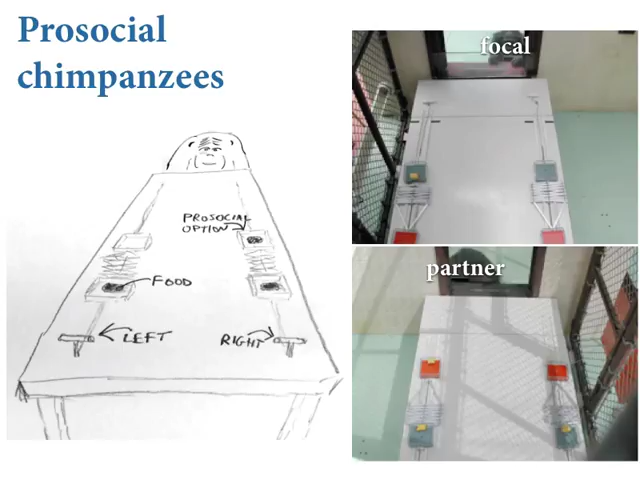 Prosocial
chimpanzees
PROSOCIAL
OPTION
FOOD
LEFT
RIGHT
focal
partner